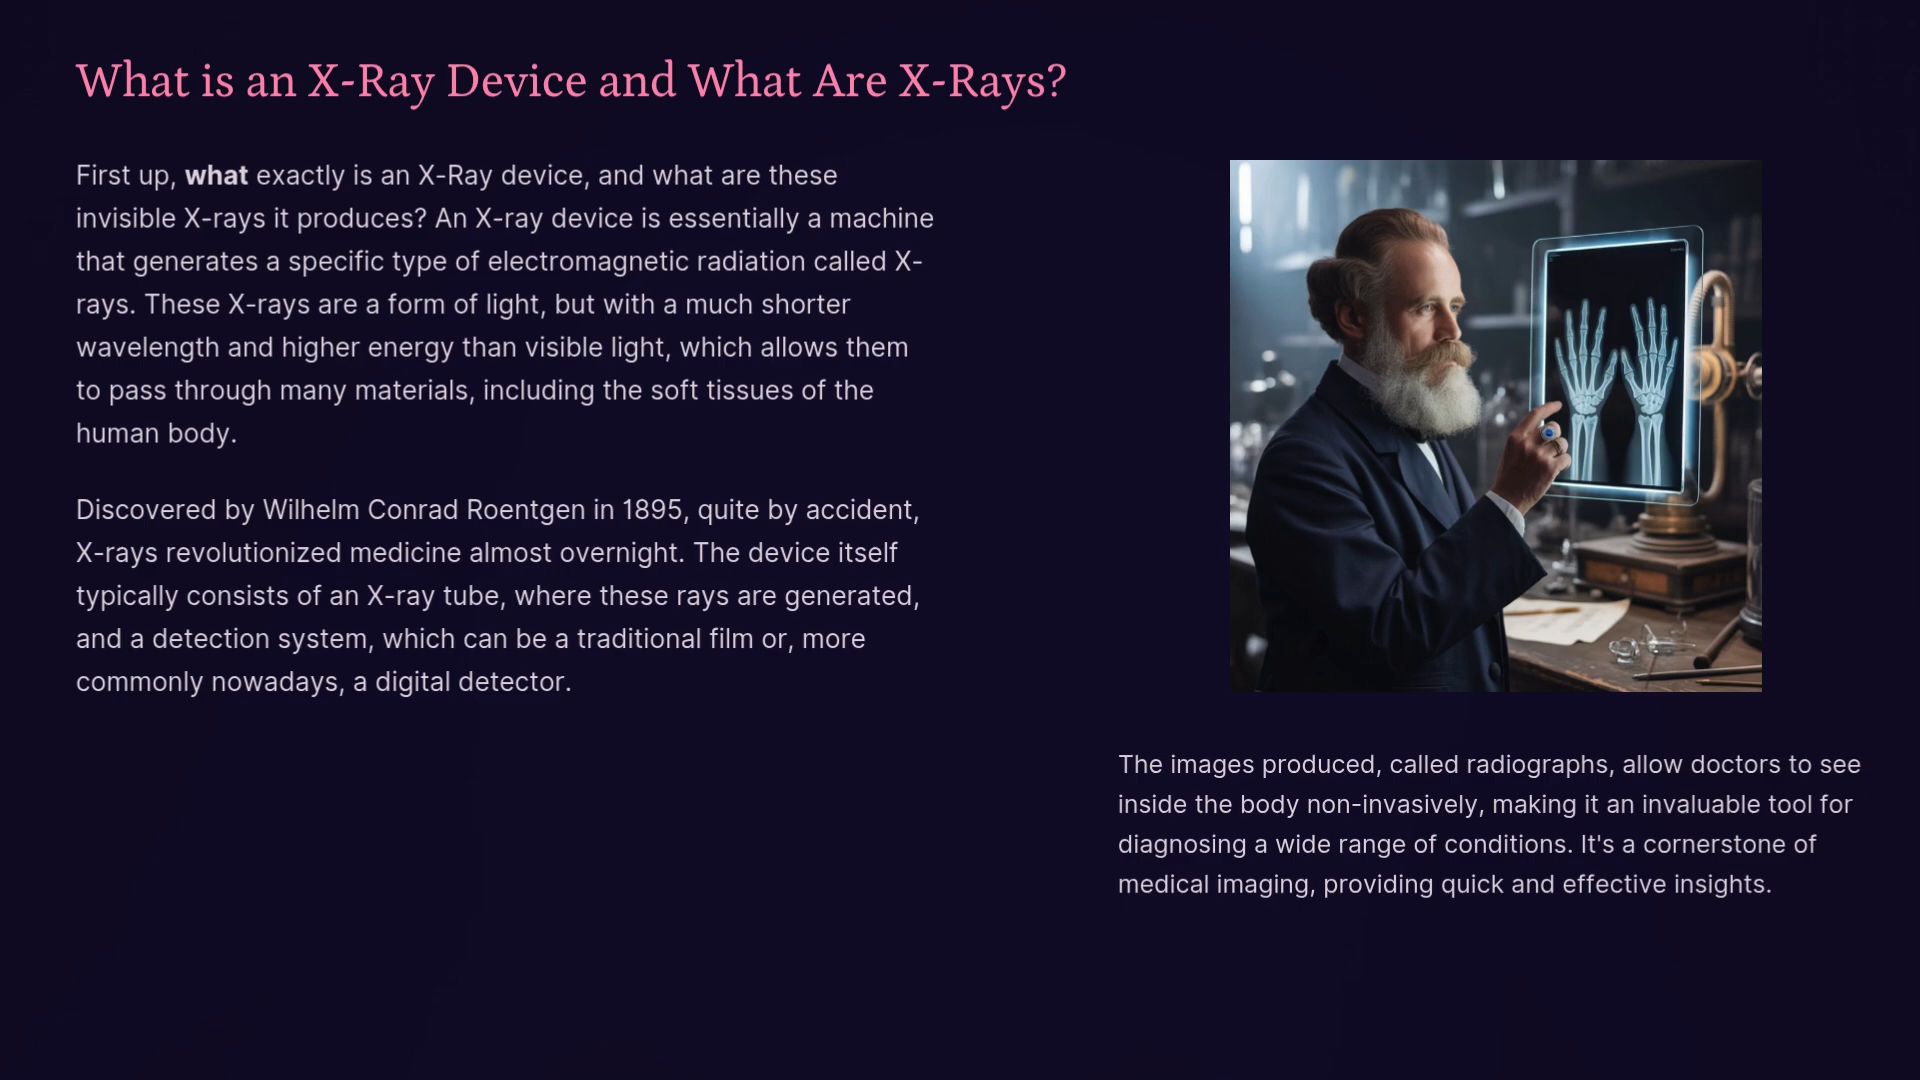 What is an X-Ray Device and What Are X-Rays?
First up, what exactly is an X-Ray device, and what are these
invisible X-rays it produces? An X-ray device is essentially a machine
that generates a specific type of electromagnetic radiation called X-
rays. These X-rays are a form of light, but with a much shorter
wavelength and higher energy than visible light, which allows them
to pass through many materials, including the soft tissues of the
human body.
Discovered by Wilhelm Conrad Roentgen in 1895, quite by accident,
X-rays revolutionized medicine almost overnight. The device itself
typically consists of an X-ray tube, where these rays are generated,
and a detection system, which can be a traditional film or, more
commonly nowadays, a digital detector.
The images produced, called radiographs, allow doctors to see
inside the body non-invasively, making it an invaluable tool for
diagnosing a wide range of conditions. It's a cornerstone of
medical imaging, providing quick and effective insights.